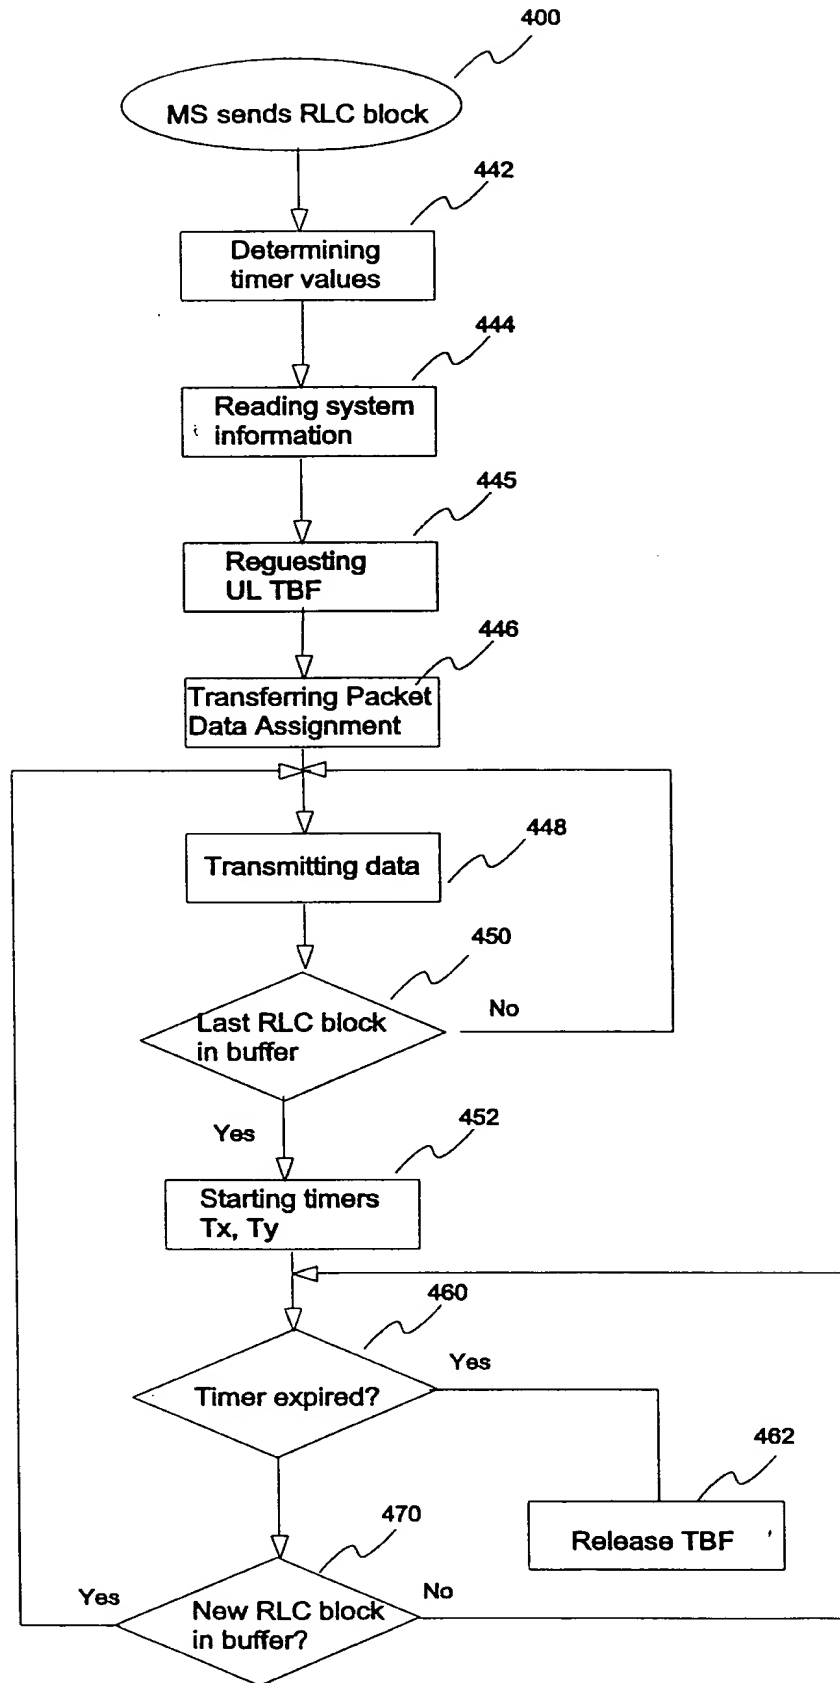 400
MS sends RLC block
442
Determining
timer values
444
Reading system
information
445
Reguesting
UL TBF
446
Transferring Packet
Data Assignment
448
Transmitting data
450
Last RLC block
in buffer
No
Yes
452
Starting timers
Tx, Ty
460
Timer expired?
Yes
462
Release TBF
470
New RLC block
in buffer?
Yes
No